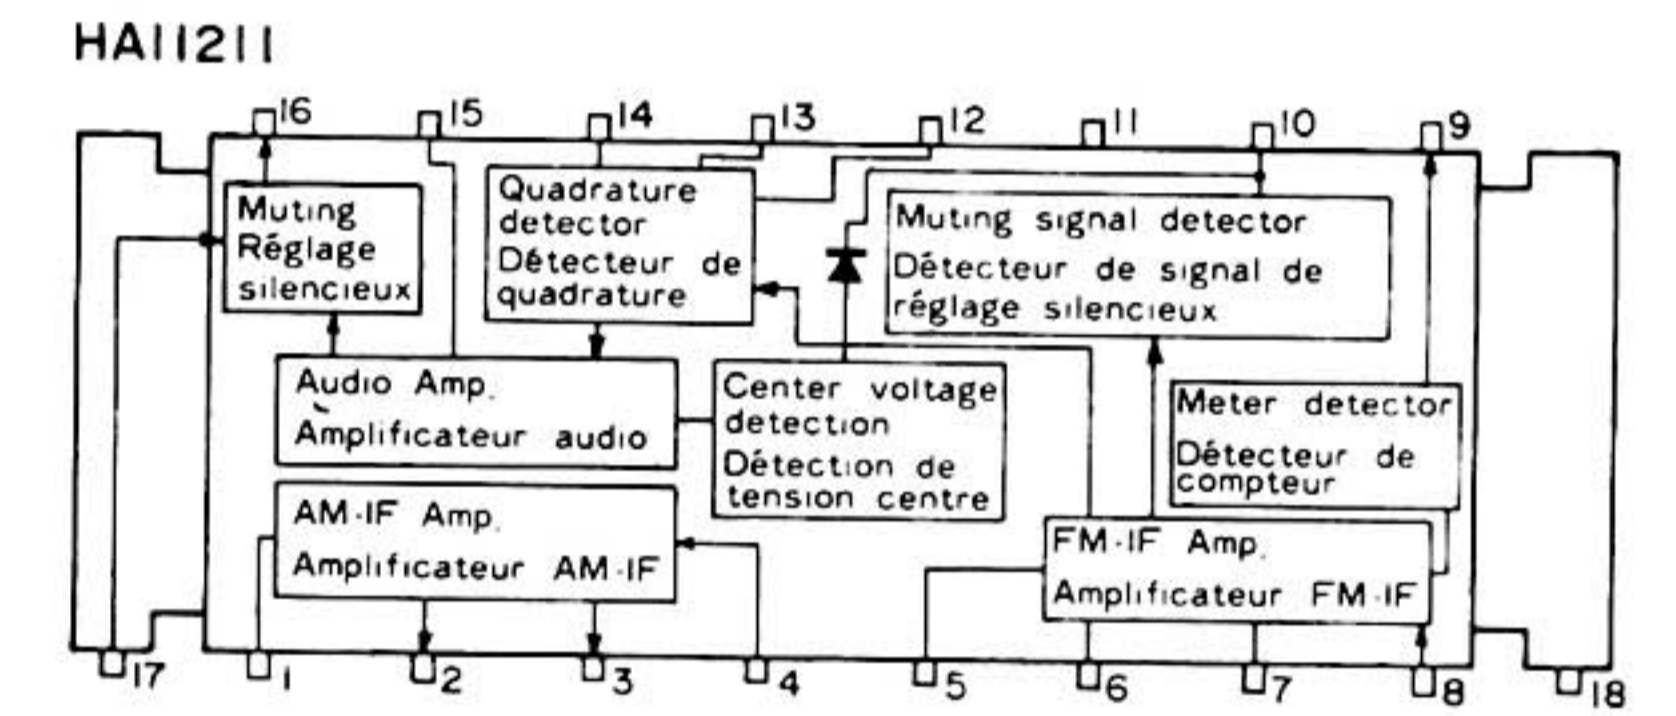 HA11211
16
15
14
13
12
11
10
9
Muting
Réglage
silencieux
Quadrature
detector
Détecteur de
quadrature
Muting signal detector
Détecteur de signal de
réglage silencieux
Audio Amp.
Amplificateur audio
Center voltage
detection
Détection de
tension centre
Meter detector
Détecteur de
compteur
AM-IF Amp.
Amplificateur AM-IF
FM-IF Amp.
Amplificateur FM-IF
17
1
2
3
4
5
6
7
8
18